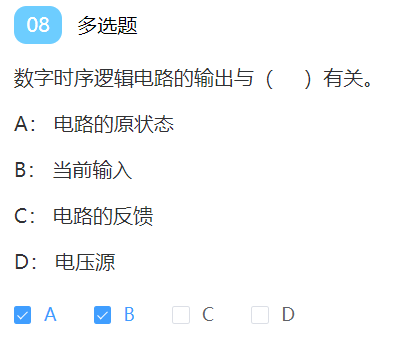 08 多选题
数字时序逻辑电路的输出与（ ）有关。
A： 电路的原状态
B： 当前输入
C： 电路的反馈
D： 电压源
A B C D